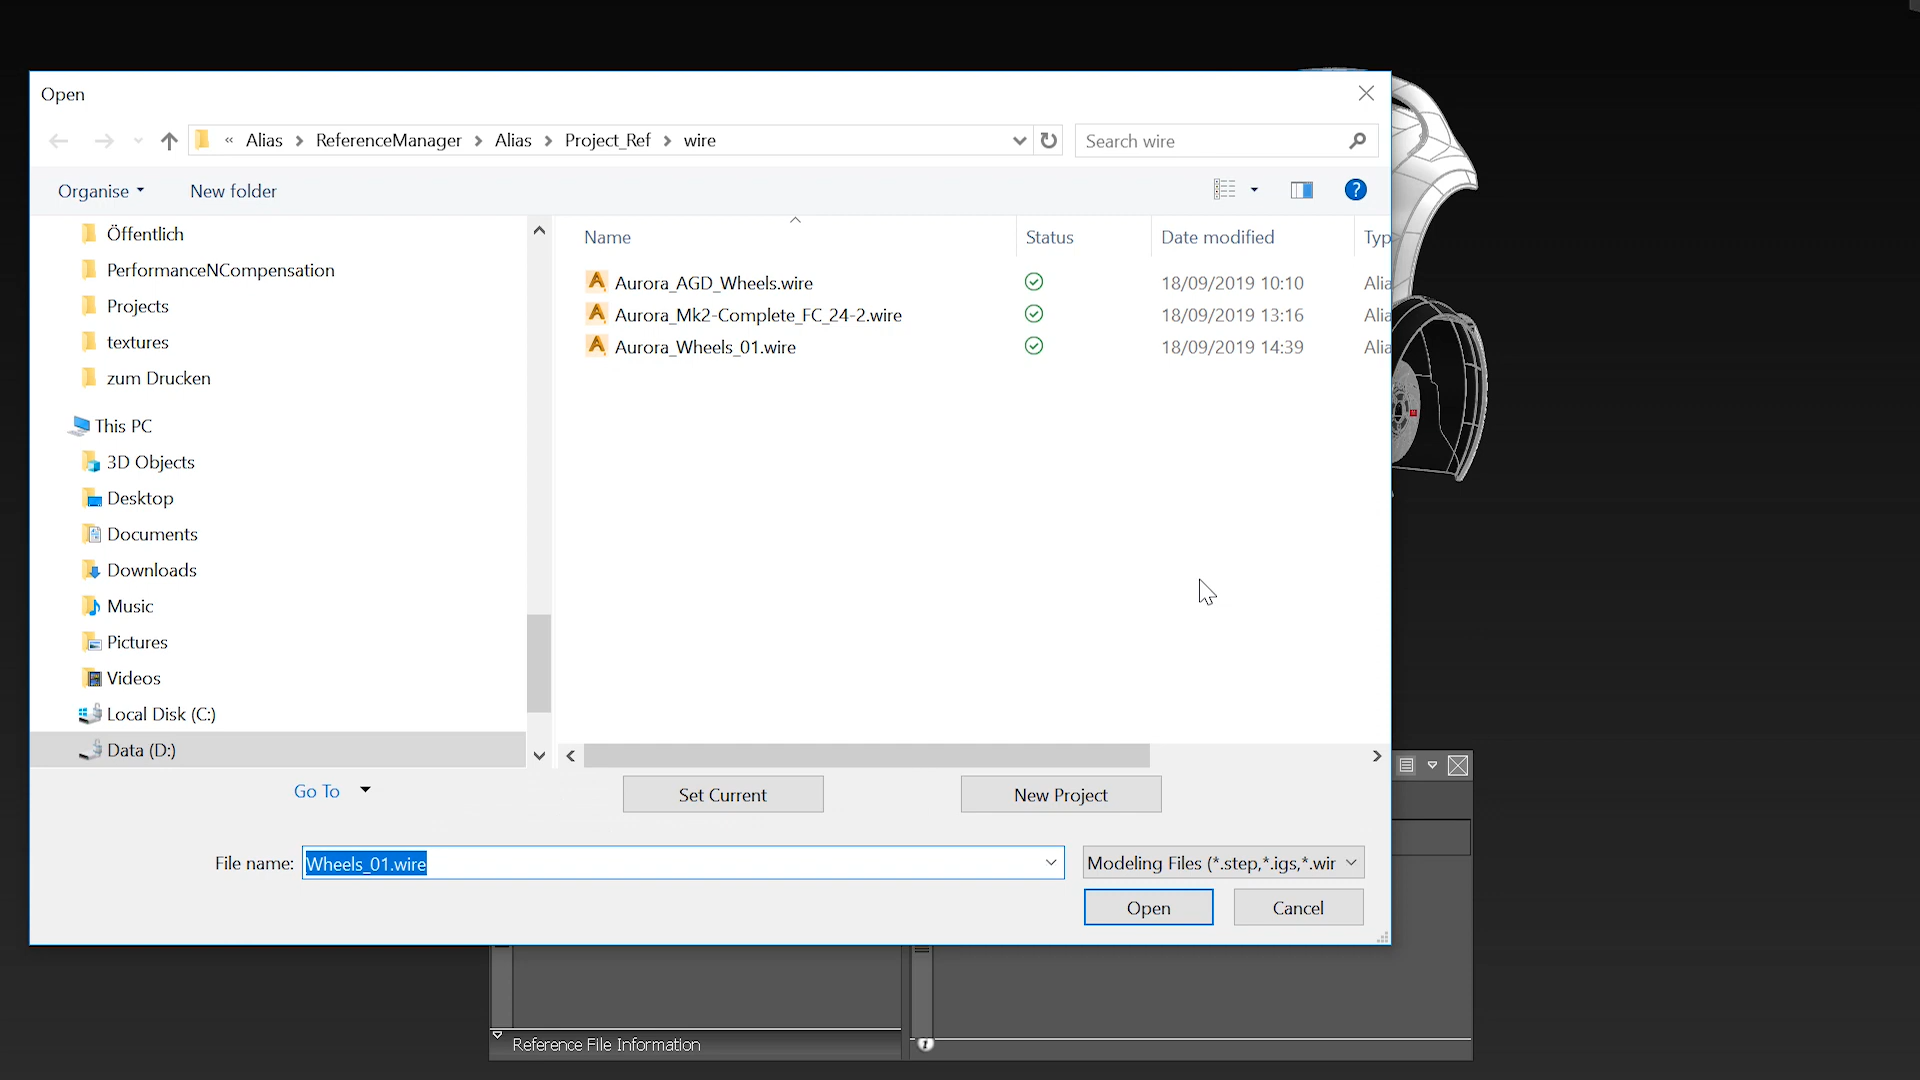 Open
« Alias > ReferenceManager > Alias > Project_Ref > wire
Search wire
Organise
New folder
?
Öffentlich
PerformanceNCompensation
Projects
textures
zum Drucken
This PC
3D Objects
Desktop
Documents
Downloads
Music
Pictures
Videos
Local Disk (C:)
Data (D:)
Name Status Date modified Typ
Aurora_AGD_Wheels.wire 18/09/2019 10:10 Alia
Aurora_Mk2-Complete_FC_24-2.wire 18/09/2019 13:16 Alia
Aurora_Wheels_01.wire 18/09/2019 14:39 Alia
Go To
Set Current
New Project
File name: Wheels_01.wire
Modeling Files (*.step,*.igs,*.wir
Open
Cancel
Reference File Information